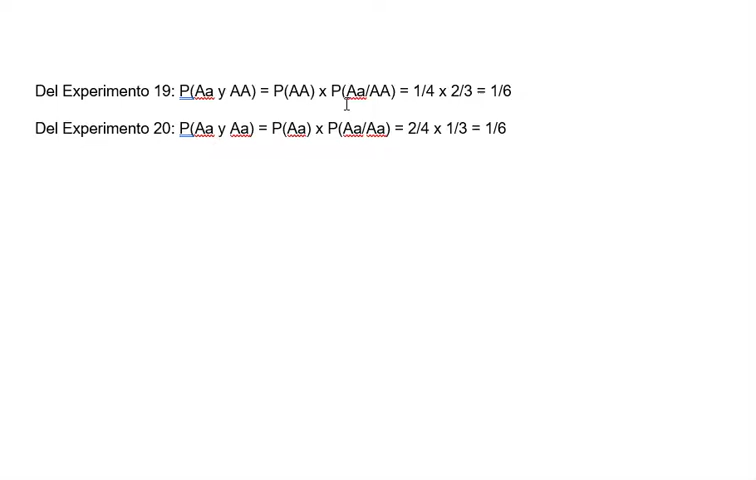 Del Experimento 19: P(Aa y AA) = P(AA) x P(Aa/AA) = 1/4 x 2/3 = 1/6
Del Experimento 20: P(Aa y Aa) = P(Aa) x P(Aa/Aa) = 2/4 x 1/3 = 1/6